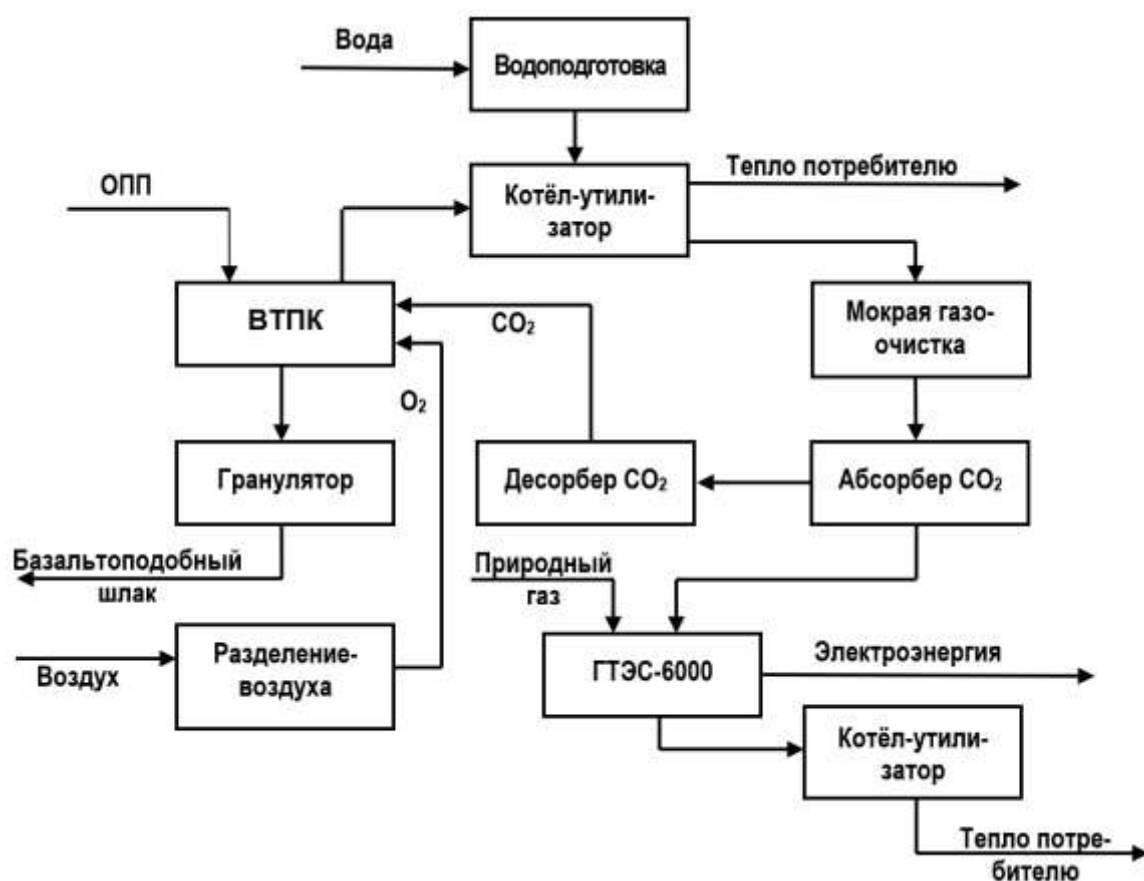 Вода
Водоподготовка
ОПП
Котёл-утили-
затор
Тепло потребителю
ВТПК
CO₂
Мокрая газо-
очистка
O₂
Гранулятор
Десорбер CO₂
Абсорбер CO₂
Базальтоподобный
шлак
Природный
газ
Воздух
Разделение-
воздуха
ГТЭС-6000
Электроэнергия
Котёл-утили-
затор
Тепло потре-
бителю